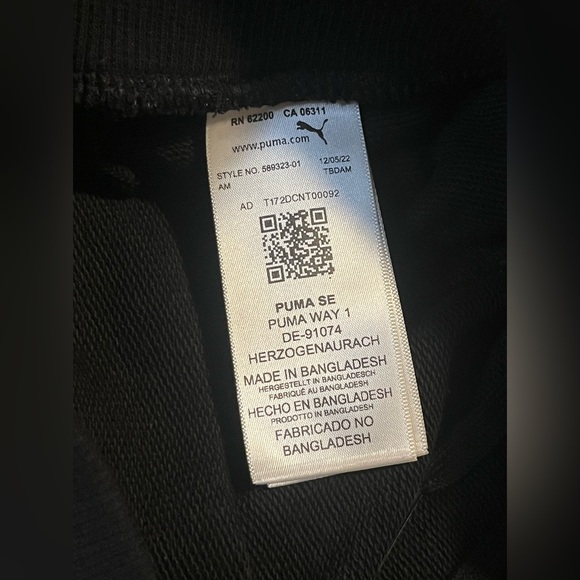 RN 62200 CA 06311
www.puma.com
STYLE NO. 589323-01 12/05/22
AM TBDAM
AD T172DCNT00092
PUMA SE
PUMA WAY 1
DE-91074
HERZOGENAURACH
MADE IN BANGLADESH
HERGESTELLT IN BANGLADESCH
FABRIQUÉ AU BANGLADESH
HECHO EN BANGLADESH
PRODOTTO IN BANGLADESH
FABRICADO NO
BANGLADESH